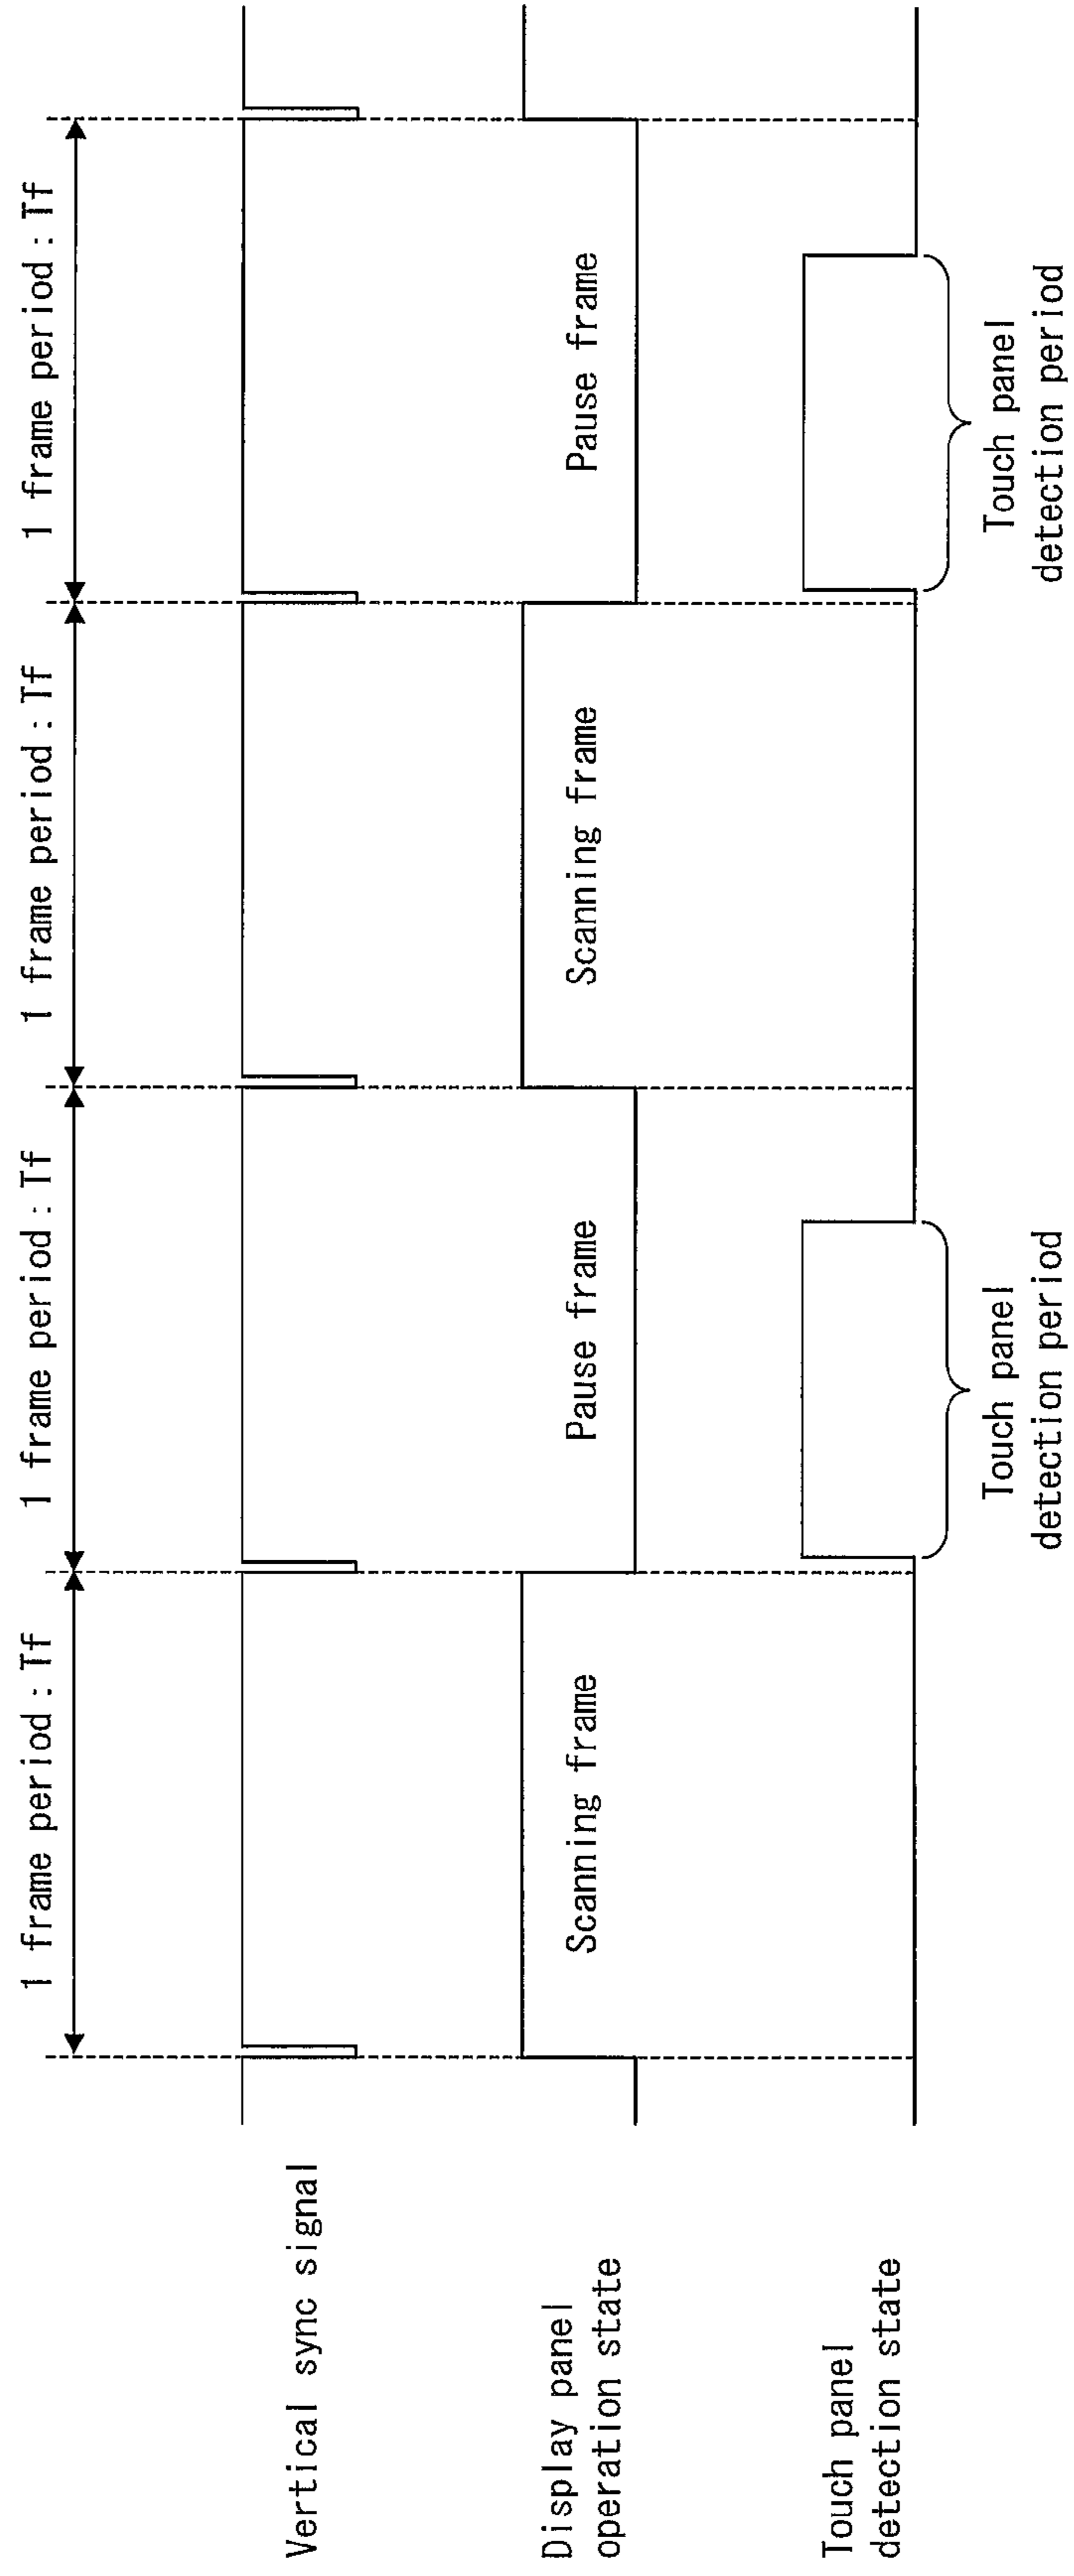 1 frame period : Tf
1 frame period : Tf
1 frame period : Tf
1 frame period : Tf
Vertical sync signal
Display panel
operation state
Scanning frame
Pause frame
Scanning frame
Pause frame
Touch panel
detection state
Touch panel
detection period
Touch panel
detection period